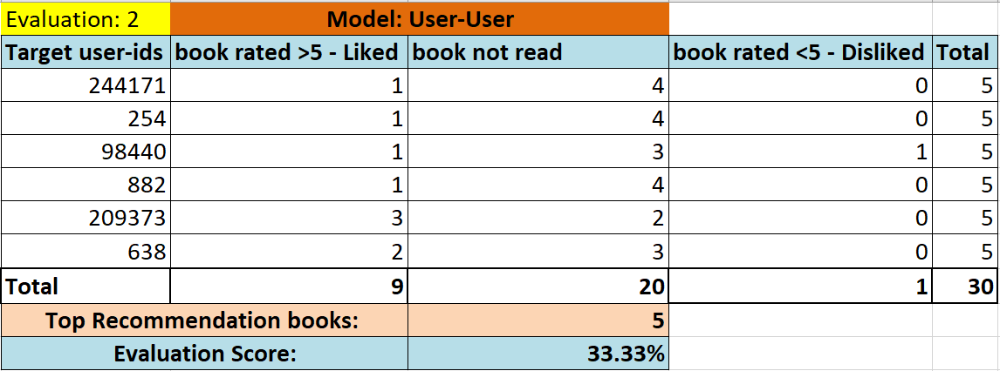 Evaluation: 2 Model: User-User
Target user-ids book rated >5 - Liked book not read book rated <5 - Disliked Total
244171 1 4 0 5
254 1 4 0 5
98440 1 3 1 5
882 1 4 0 5
209373 3 2 0 5
638 2 3 0 5
Total 9 20 1 30
Top Recommendation books: 5
Evaluation Score: 33.33%